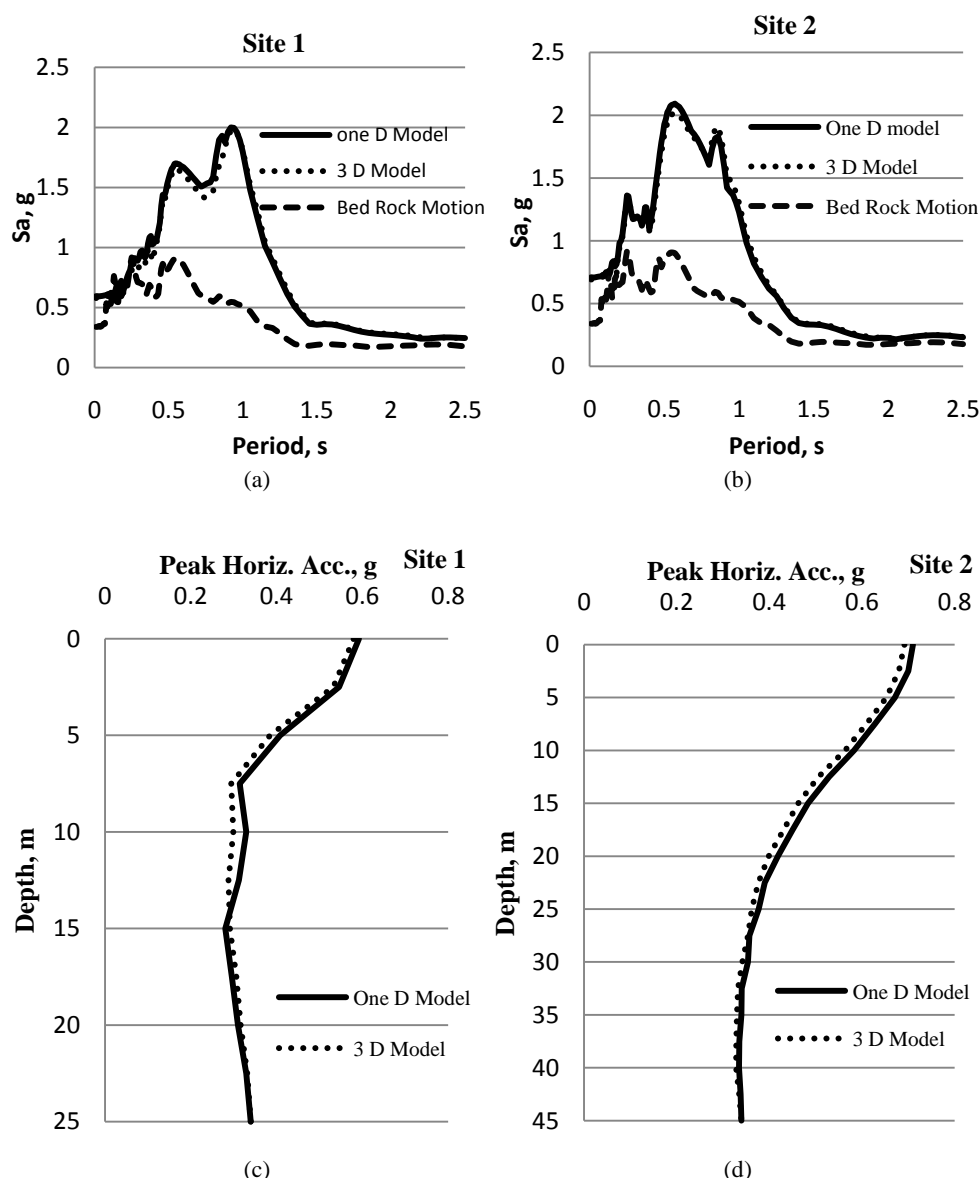 Site 1
2.5
2
1.5
1
0.5
0
Sa, g
one D Model
3 D Model
Bed Rock Motion
0 0.5 1 1.5 2 2.5
Period, s
(a)
Site 2
2.5
2
1.5
1
0.5
0
Sa, g
One D model
3 D Model
Bed Rock Motion
0 0.5 1 1.5 2 2.5
Period, s
(b)
Peak Horiz. Acc., g Site 1
0 0.2 0.4 0.6 0.8
0
5
10
15
20
25
Depth, m
One D Model
3 D Model
(c)
Peak Horiz. Acc., g Site 2
0 0.2 0.4 0.6 0.8
0
5
10
15
20
25
30
35
40
45
Depth, m
One D Model
3 D Model
(d)